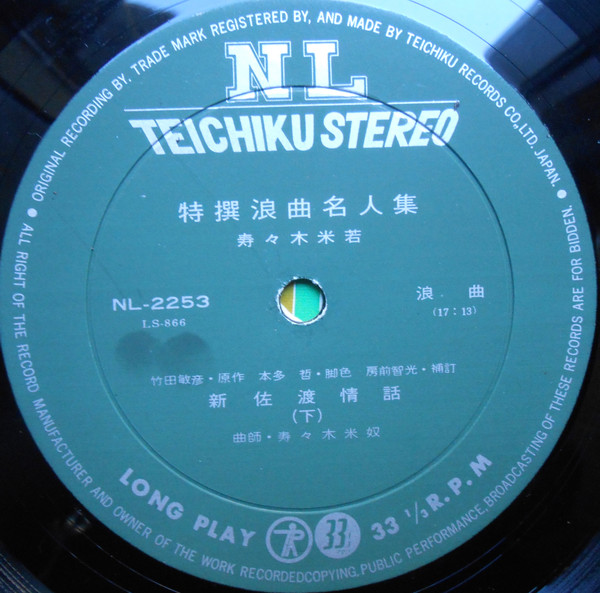 ORIGINAL RECORDING BY. TRADE MARK REGISTERED BY, AND MADE BY TEICHIKU RECORDS CO., LTD. JAPAN.
NL
TEICHIKU STEREO
特撰浪曲名人集
寿々木米若
NL-2253
LS-866
浪曲
(17:13)
竹田敏彦・原作 本多 哲・脚色 房前智光・補訂
新佐渡情話
(下)
曲師・寿々木米奴
LONG PLAY
33
33 1/3 R.P.M
ALL RIGHT OF THE RECORD MANUFACTURER AND OWNER OF THE WORK RECORDEDCOPYING, PUBLIC PERFORMANCE, BROADCASTING OF THESE RECORDS ARE FOR BIDDEN.